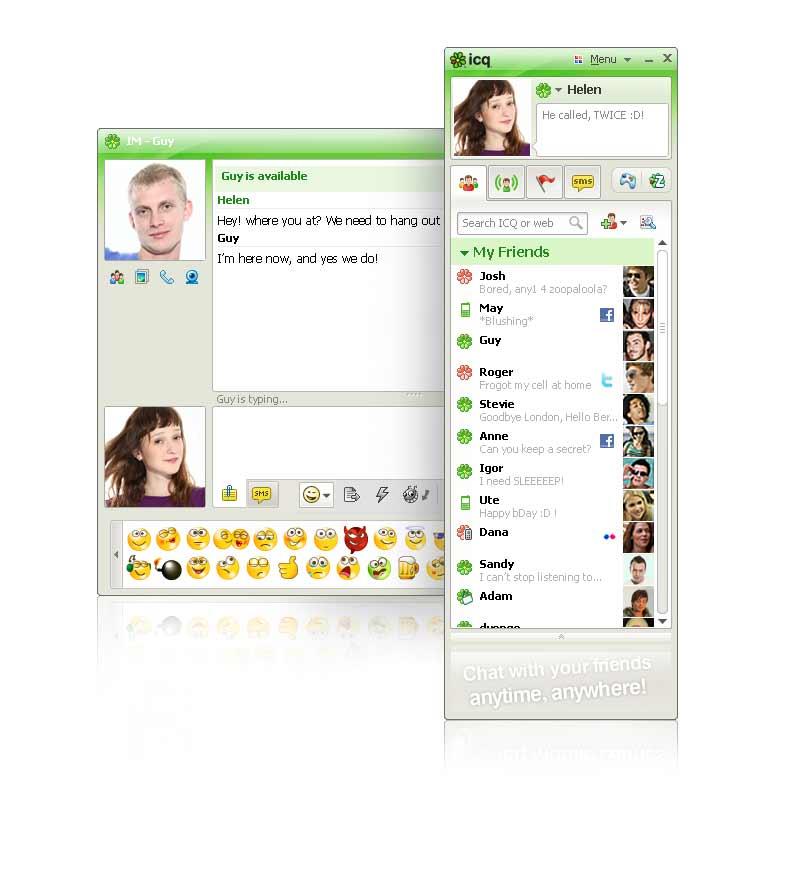 icq
Menu
Helen
He called, TWICE :D!
sms
Z
IM - Guy
Guy is available
Helen
Hey! where you at? We need to hang out
Guy
I'm here now, and yes we do!
Guy is typing...
SMS
Search ICQ or web
My Friends
Josh
Bored, any1 4 zoopaloola?
May
*Blushing*
f
Guy
Roger
Frogot my cell at home
t
Stevie
Goodbye London, Hello Ber...
Anne
Can you keep a secret?
f
Igor
I need SLEEEEP!
Ute
Happy bDay :D !
Dana
Sandy
I can't stop listening to...
Adam
Chat with your friends
anytime, anywhere!